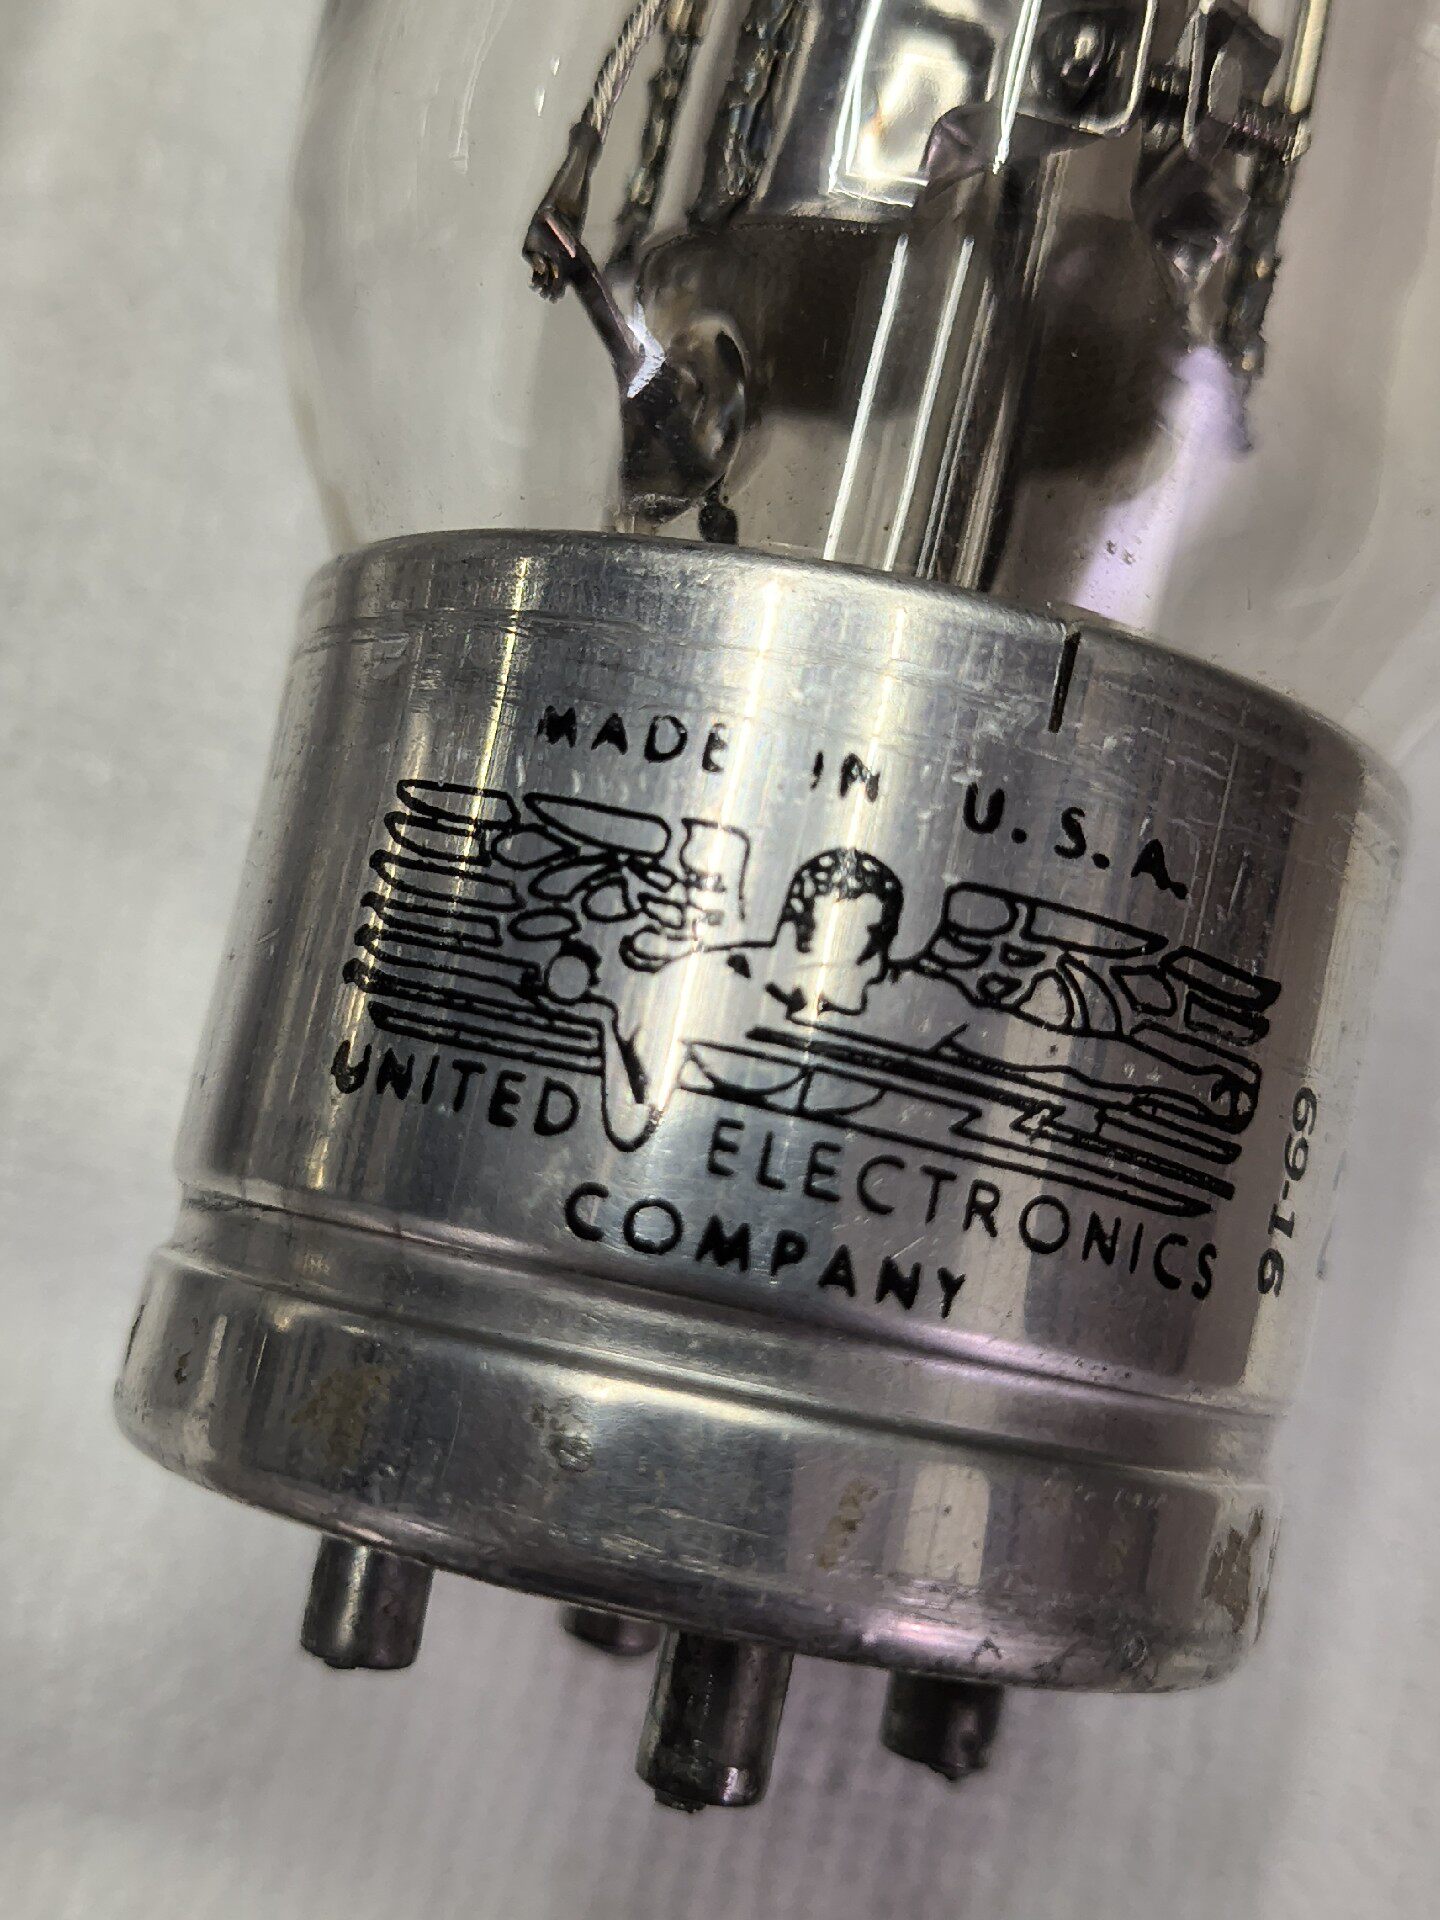 MADE IN U.S.A.
UNITED ELECTRONICS
COMPANY
69-16